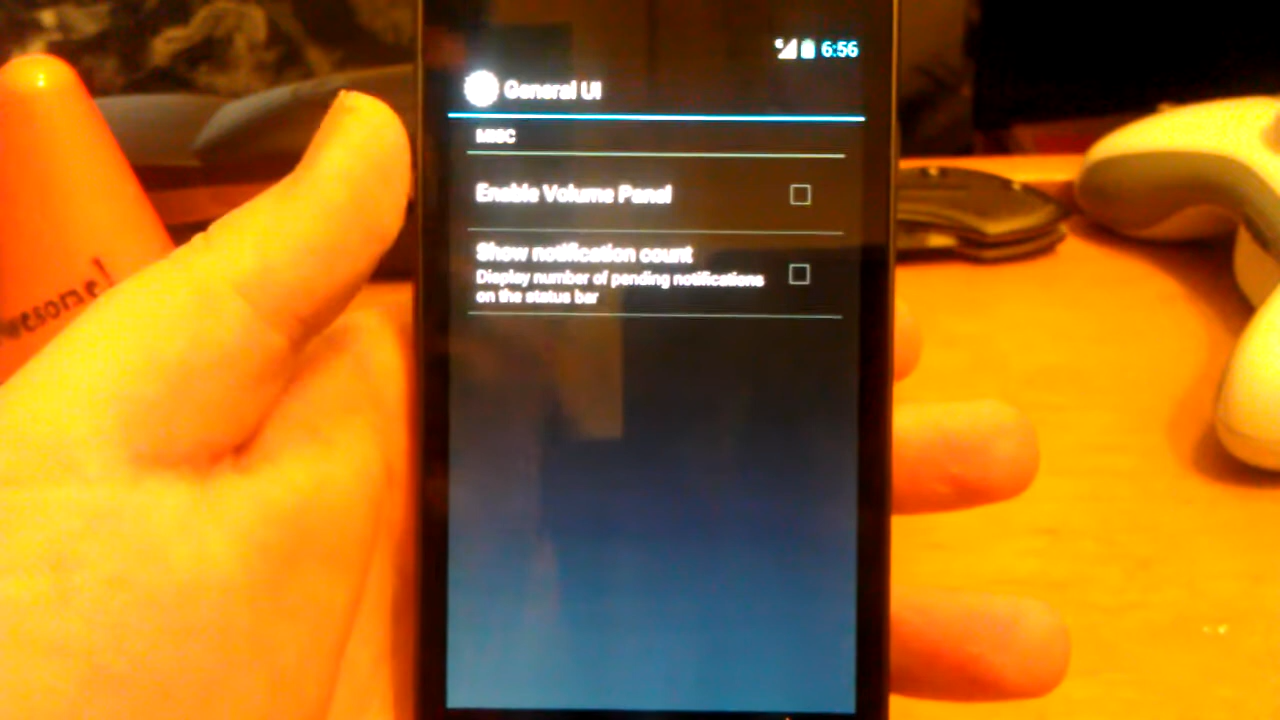 6:56
General UI
MISC
Enable Volume Panel
Show notification count
Display number of pending notifications
on the status bar
Awesome!